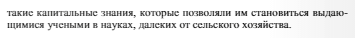 такие капитальные знания, которые позволяли им становиться выдаю-
щимися учеными в науках, далеких от сельского хозяйства.